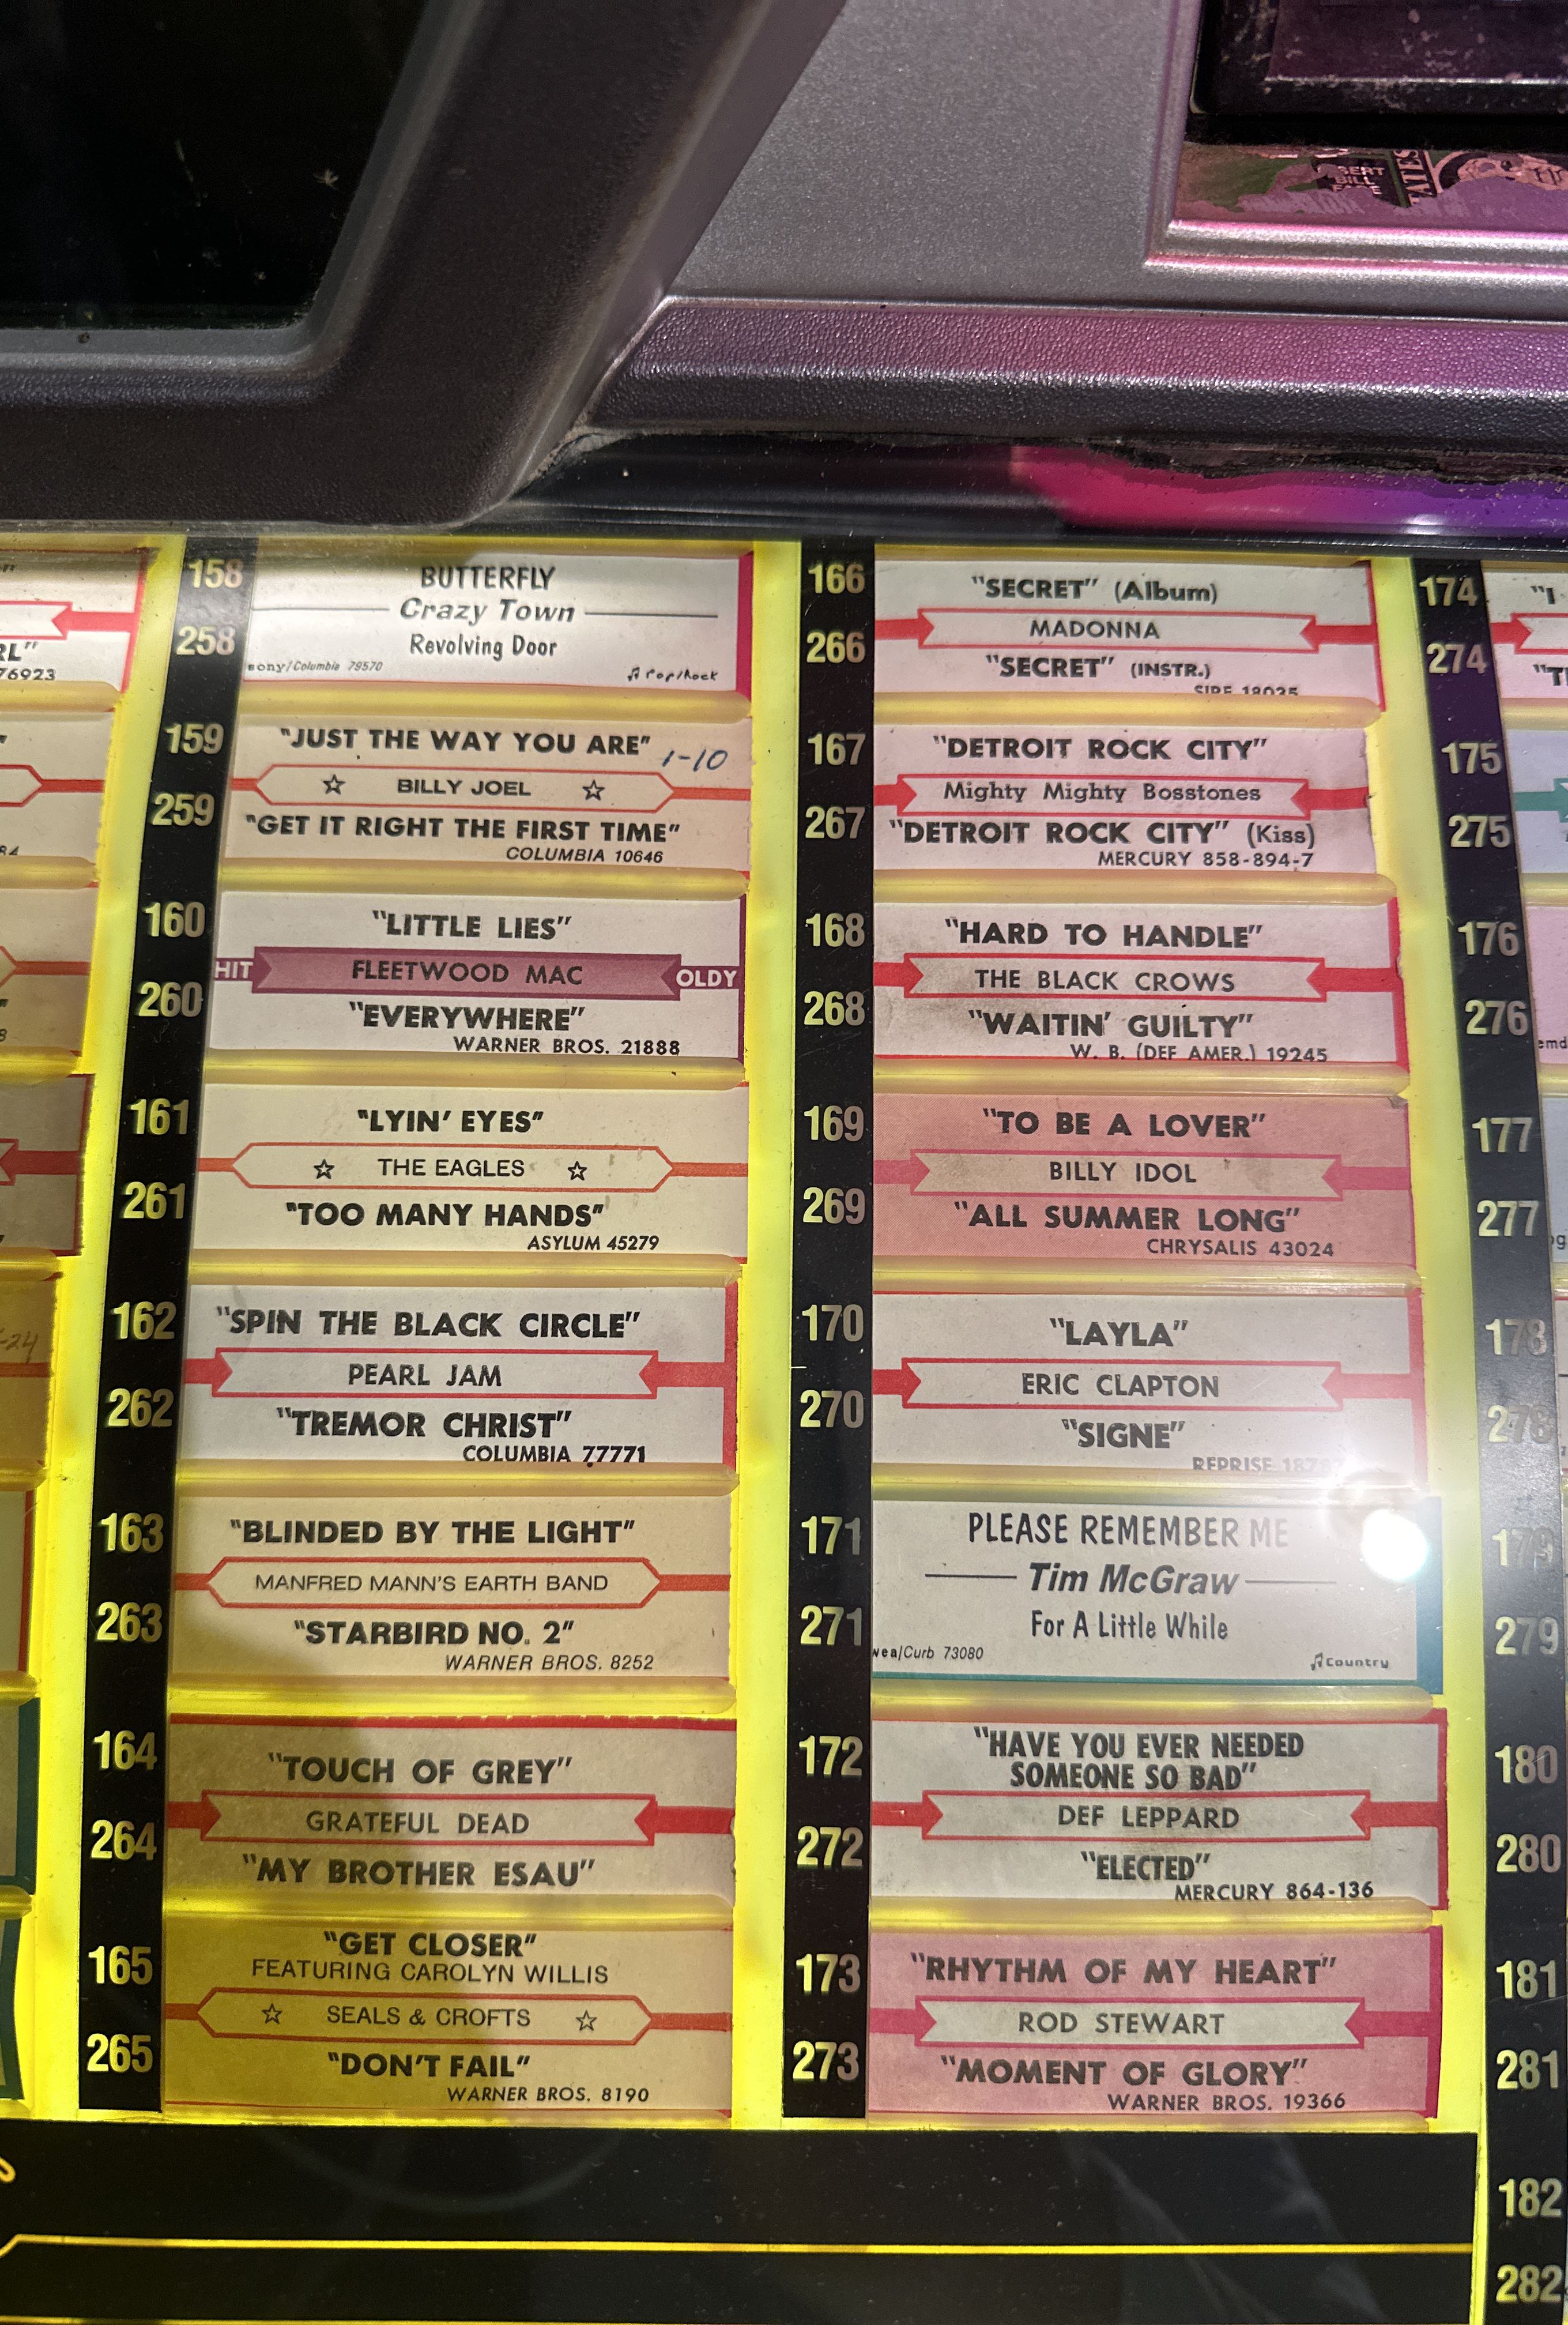 158
258
BUTTERFLY
Crazy Town
Revolving Door
sony/Columbia 79570
Pop/Rock
159
259
"JUST THE WAY YOU ARE"
1-10
☆ BILLY JOEL ☆
"GET IT RIGHT THE FIRST TIME"
COLUMBIA 10646
160
260
"LITTLE LIES"
HIT FLEETWOOD MAC OLDY
"EVERYWHERE"
WARNER BROS. 21888
161
261
"LYIN' EYES"
☆ THE EAGLES ☆
"TOO MANY HANDS"
ASYLUM 45279
162
262
"SPIN THE BLACK CIRCLE"
PEARL JAM
"TREMOR CHRIST"
COLUMBIA 77771
163
263
"BLINDED BY THE LIGHT"
MANFRED MANN'S EARTH BAND
"STARBIRD NO. 2"
WARNER BROS. 8252
164
264
"TOUCH OF GREY"
GRATEFUL DEAD
"MY BROTHER ESAU"
165
265
"GET CLOSER"
FEATURING CAROLYN WILLIS
☆ SEALS & CROFTS ☆
"DON'T FAIL"
WARNER BROS. 8190
166
266
"SECRET" (Album)
MADONNA
"SECRET" (INSTR.)
SIRE 18035
167
267
"DETROIT ROCK CITY"
Mighty Mighty Bosstones
"DETROIT ROCK CITY" (Kiss)
MERCURY 858-894-7
168
268
"HARD TO HANDLE"
THE BLACK CROWS
"WAITIN' GUILTY"
W. B. (DEF AMER.) 19245
169
269
"TO BE A LOVER"
BILLY IDOL
"ALL SUMMER LONG"
CHRYSALIS 43024
170
270
"LAYLA"
ERIC CLAPTON
"SIGNE"
REPRISE
171
271
PLEASE REMEMBER ME
Tim McGraw
For A Little While
wea/Curb 73080
Country
172
272
"HAVE YOU EVER NEEDED
SOMEONE SO BAD"
DEF LEPPARD
"ELECTED"
MERCURY 864-136
173
273
"RHYTHM OF MY HEART"
ROD STEWART
"MOMENT OF GLORY"
WARNER BROS. 19366
174
274
175
275
176
276
177
277
178
278
179
279
180
280
181
281
182
282